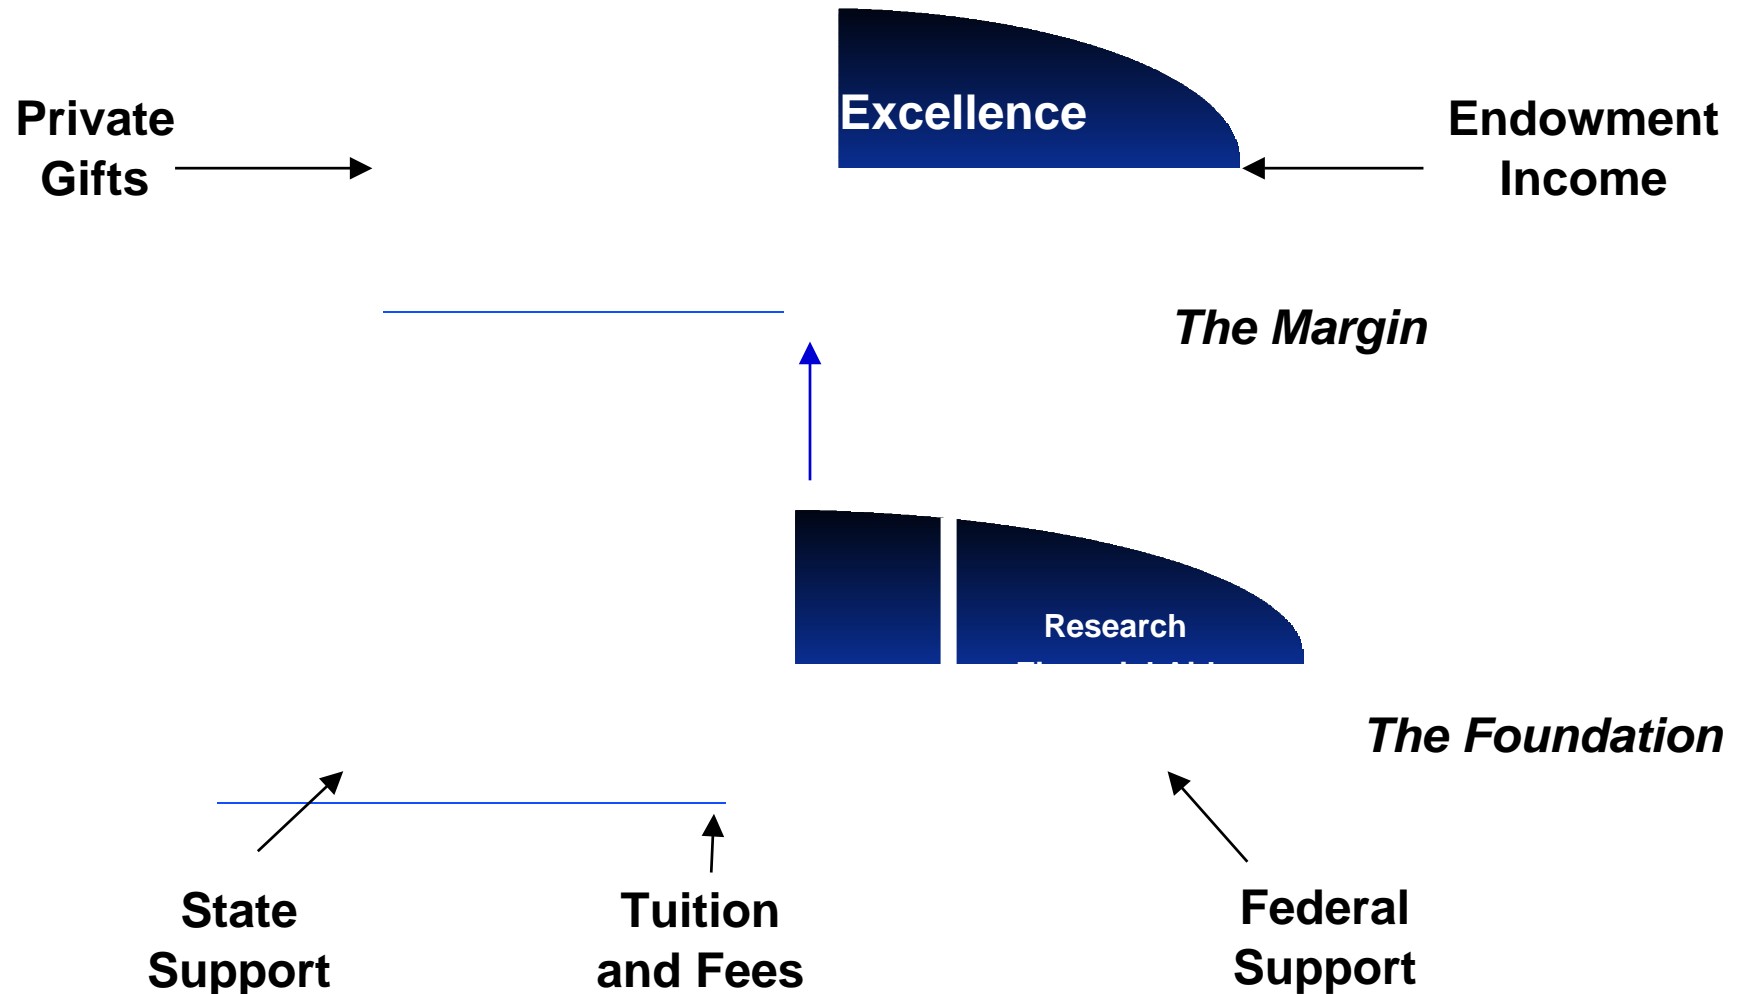 Excellence
Private
Gifts
Endowment
Income
The Margin
Research
The Foundation
State
Support
Tuition
and Fees
Federal
Support